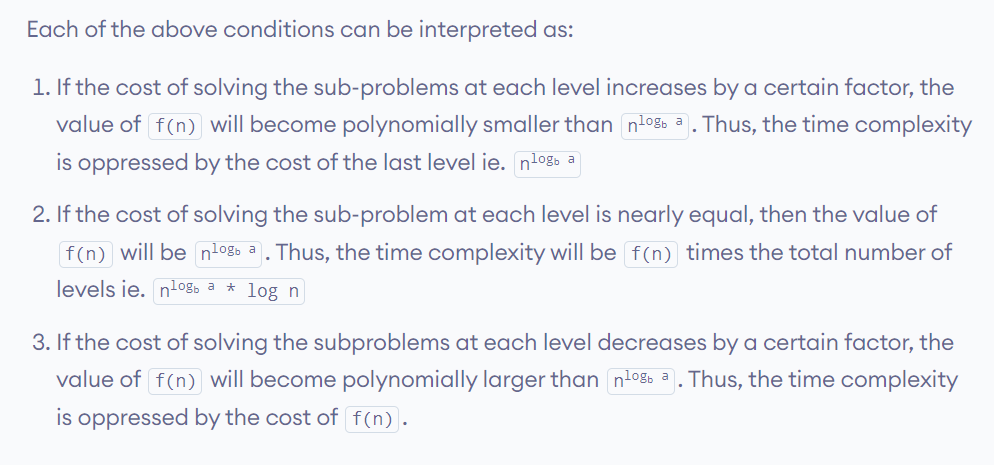 Each of the above conditions can be interpreted as:
1. If the cost of solving the sub-problems at each level increases by a certain factor, the
value of f(n) will become polynomially smaller than n^log_b a. Thus, the time complexity
is oppressed by the cost of the last level ie. n^log_b a
2. If the cost of solving the sub-problem at each level is nearly equal, then the value of
f(n) will be n^log_b a. Thus, the time complexity will be f(n) times the total number of
levels ie. n^log_b a * log n
3. If the cost of solving the subproblems at each level decreases by a certain factor, the
value of f(n) will become polynomially larger than n^log_b a. Thus, the time complexity
is oppressed by the cost of f(n).